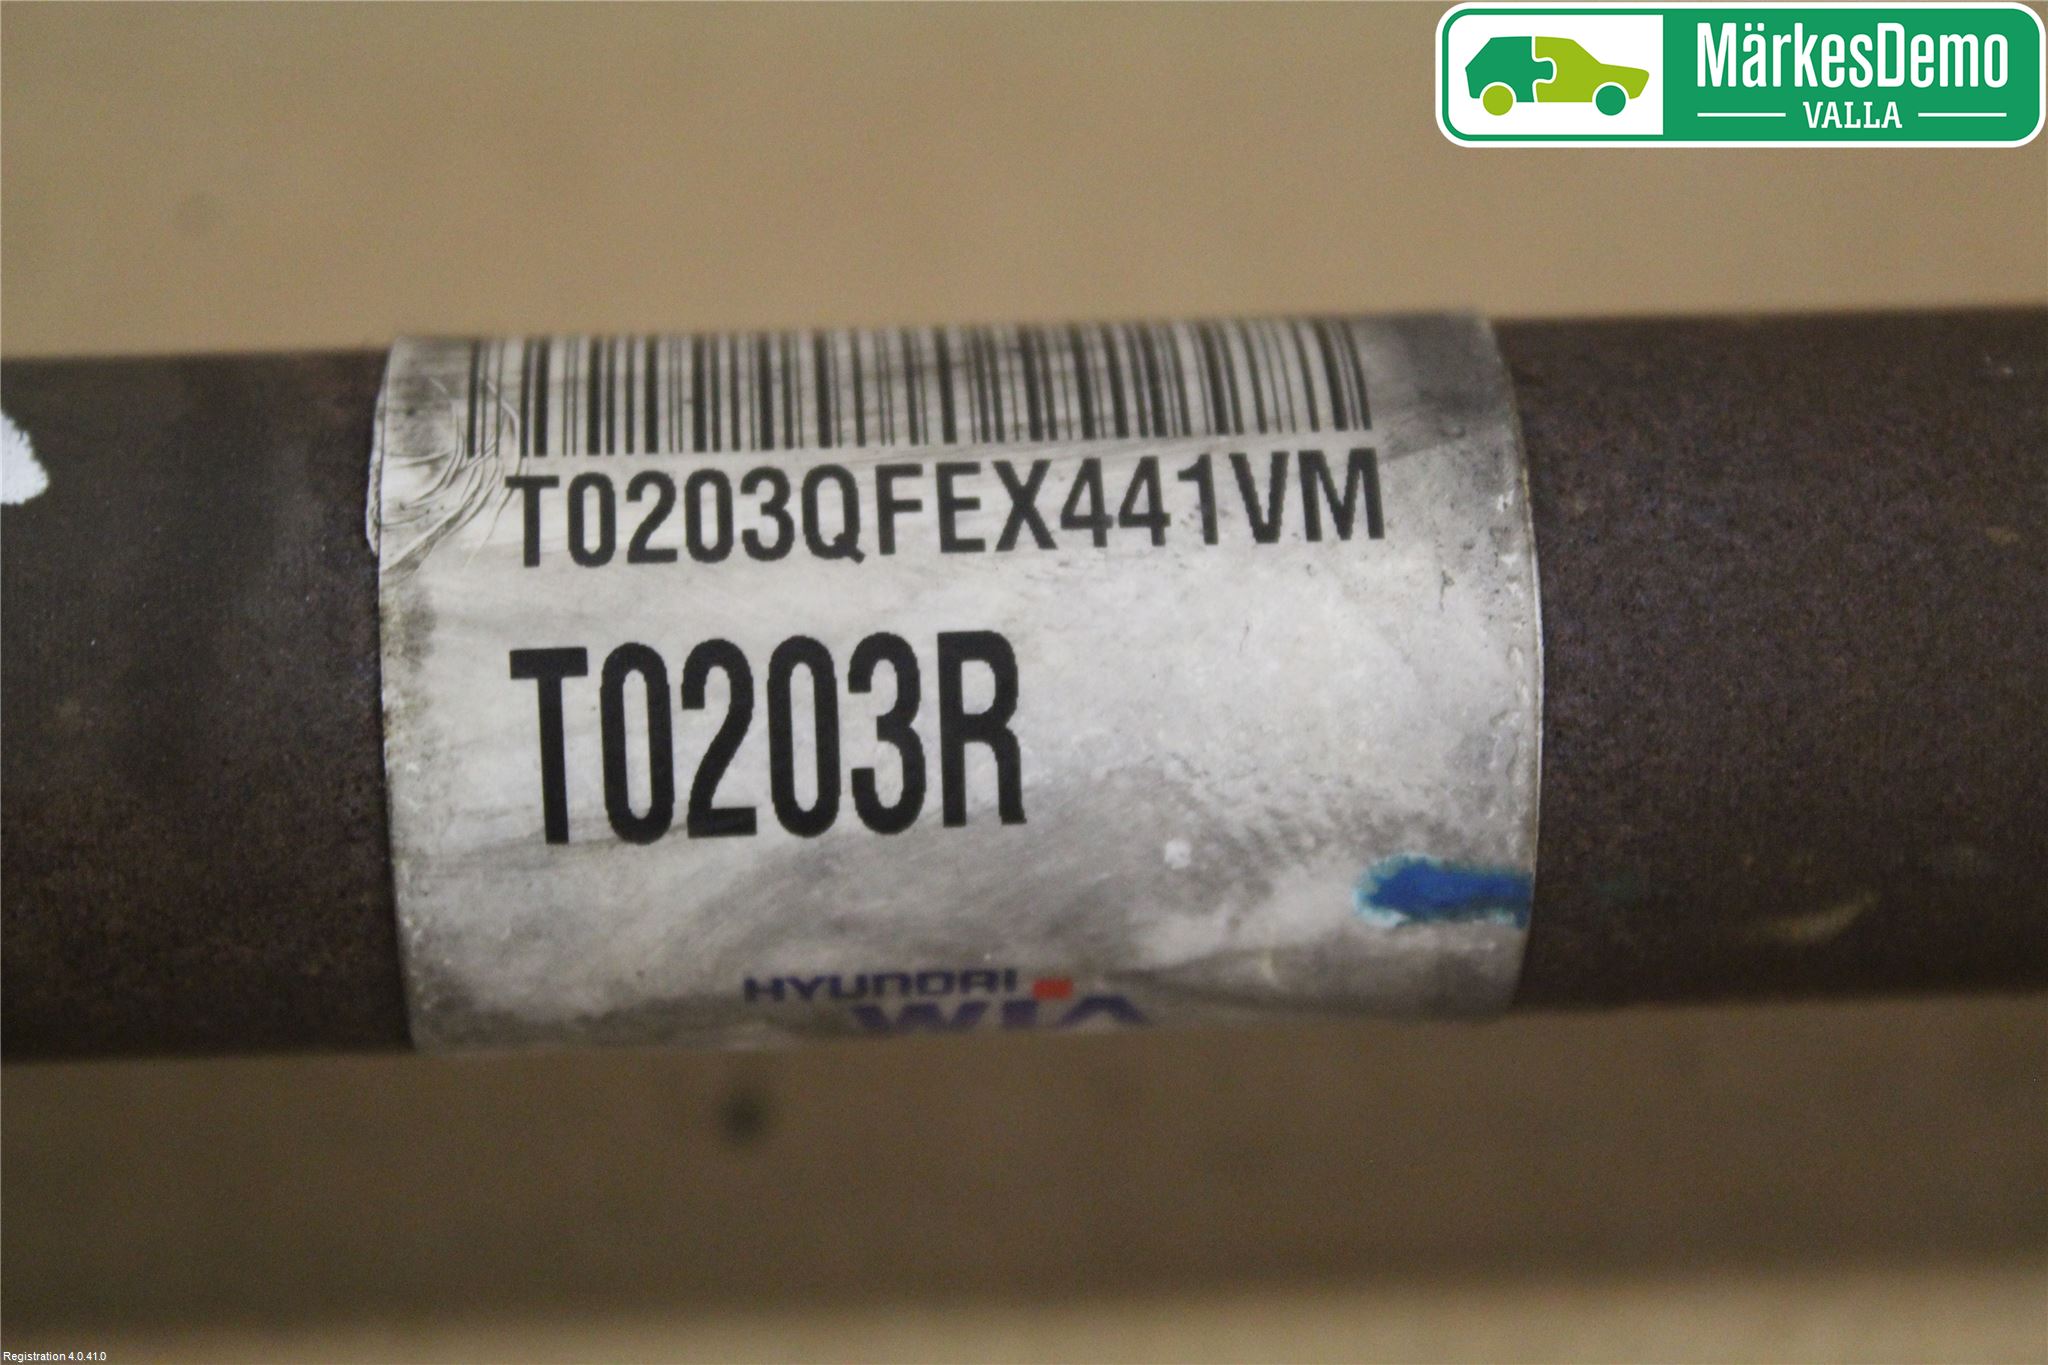 MärkesDemo
VALLA
T0203QFEX441VM
T0203R
HYUNDAI
WIA
Registration 4.0.41.0